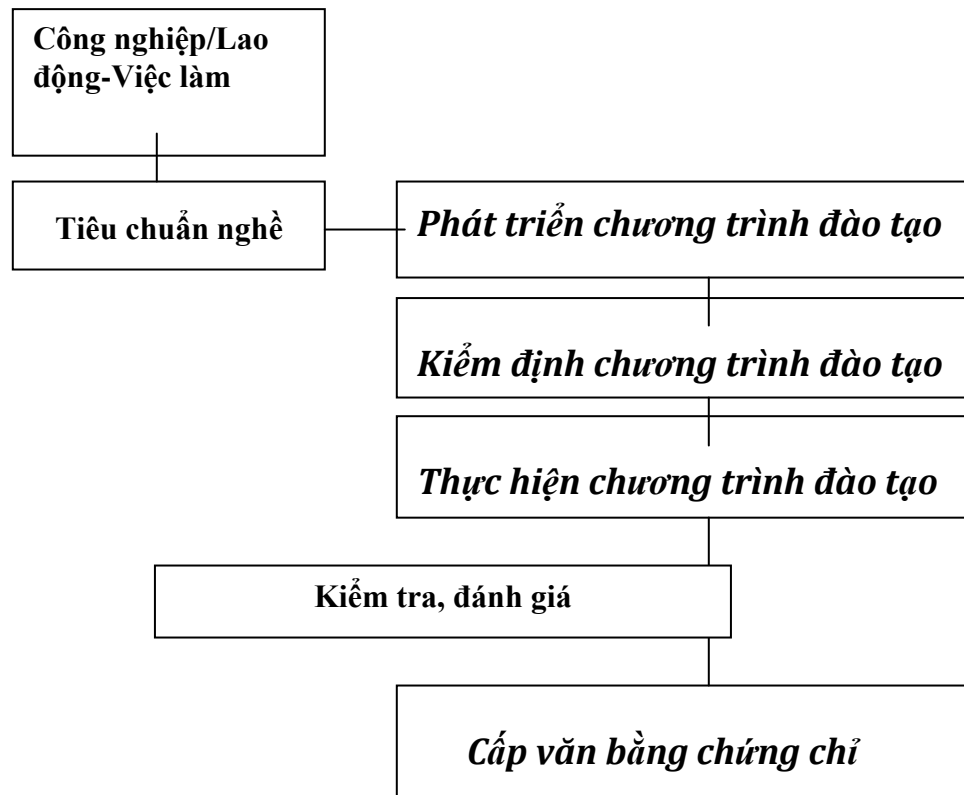 Công nghiệp/Lao
động-Việc làm
Tiêu chuẩn nghề
Phát triển chương trình đào tạo
Kiểm định chương trình đào tạo
Thực hiện chương trình đào tạo
Kiểm tra, đánh giá
Cấp văn bằng chứng chỉ